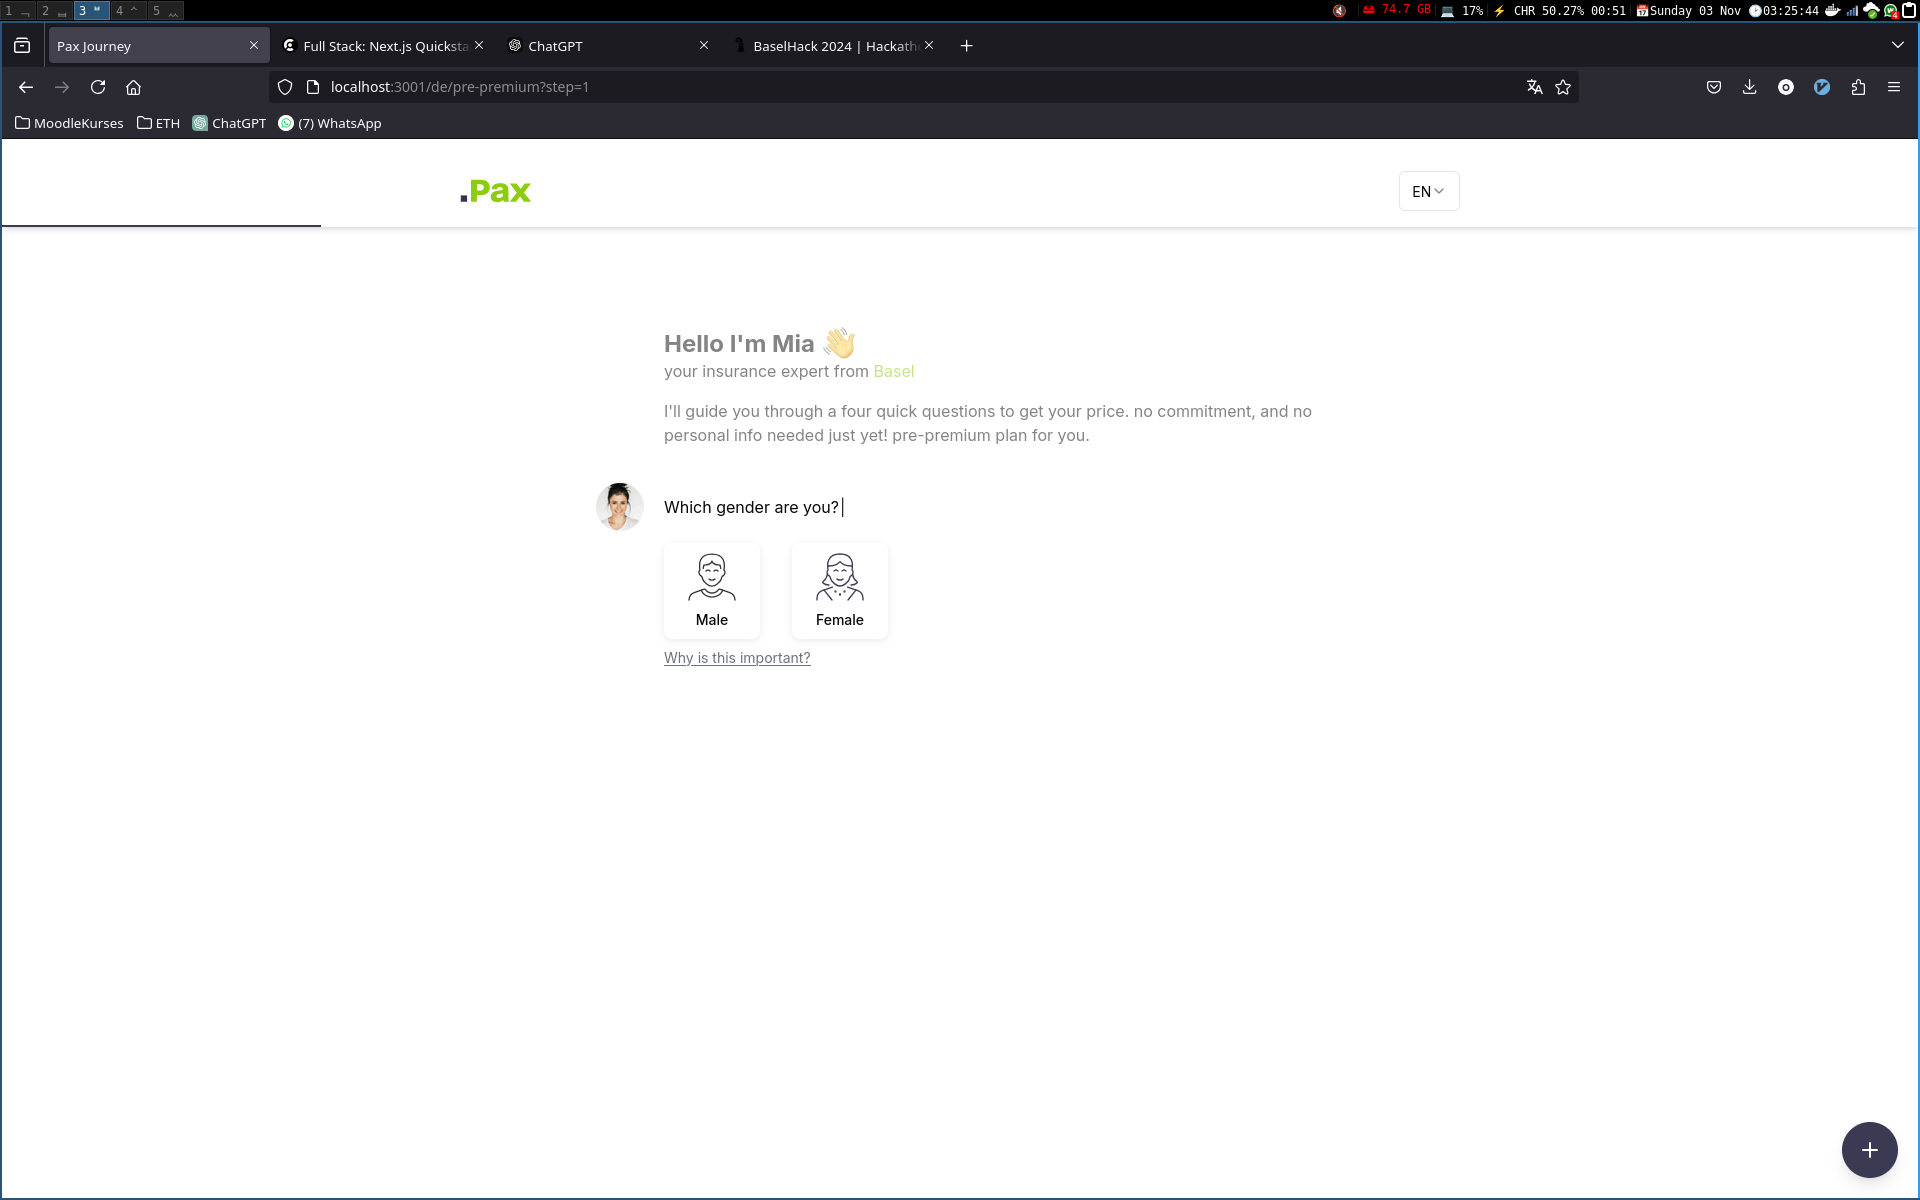 1 2 3 4 5
74.7 GB 17% CHR 50.27% 00:51 Sunday 03 Nov 03:25:44
Pax Journey Full Stack: Next.js Quicksta ChatGPT BaselHack 2024 | Hackath
localhost:3001/de/pre-premium?step=1
MoodleKurses ETH ChatGPT (7) WhatsApp
.Pax EN
Hello I'm Mia 👋
your insurance expert from Basel
I'll guide you through a four quick questions to get your price. no commitment, and no
personal info needed just yet! pre-premium plan for you.
Which gender are you?|
Male Female
Why is this important?